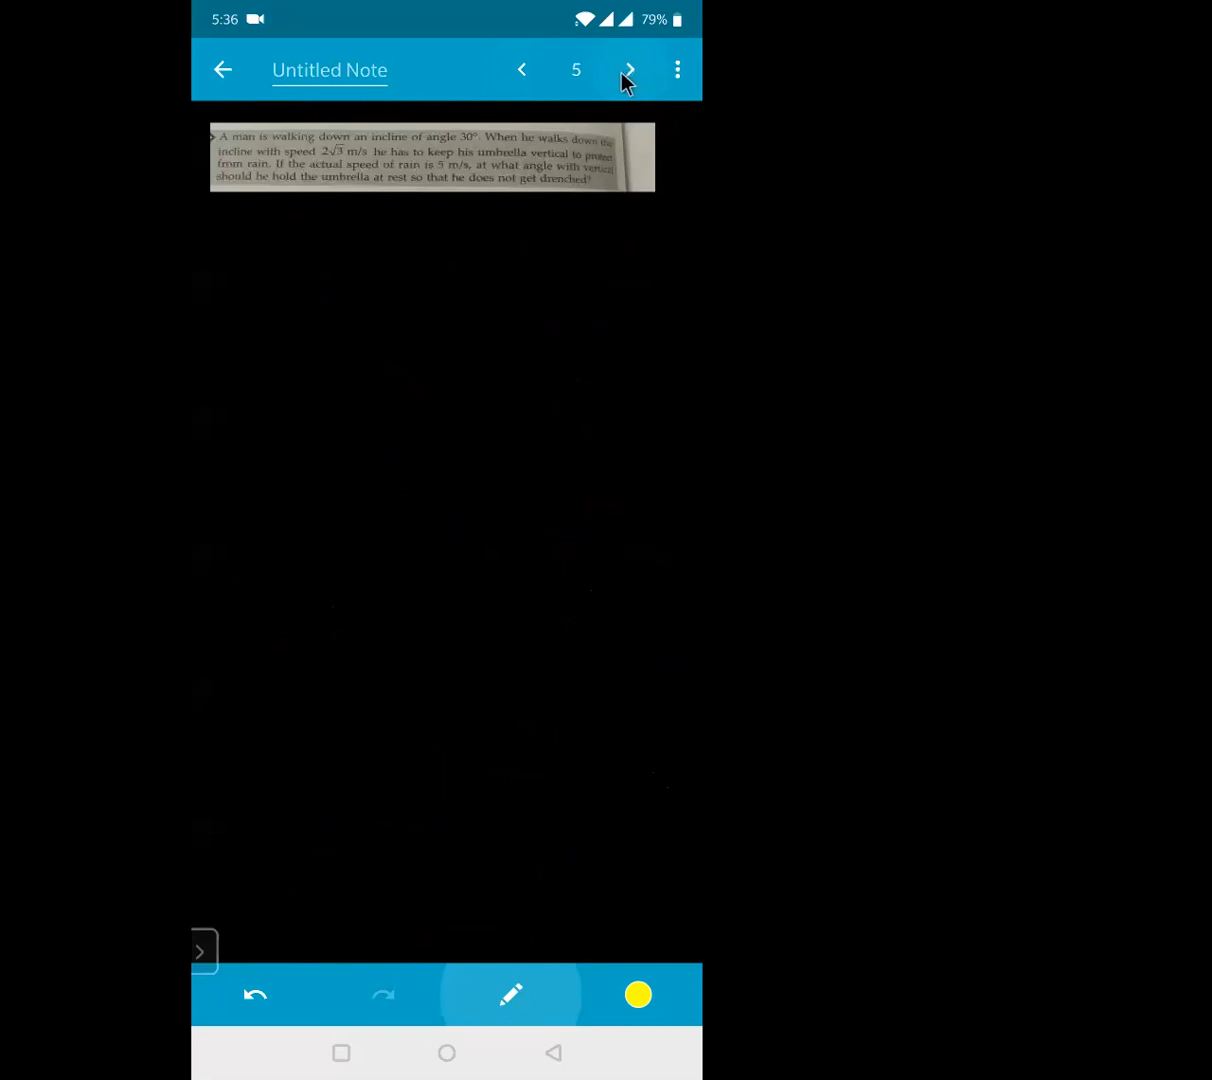 5:36 79%
Untitled Note 5
A man is walking down an incline of angle 30°. When he walks down the
incline with speed 2√3 m/s he has to keep his umbrella vertical to protect
from rain. If the actual speed of rain is 5 m/s, at what angle with vertical
should he hold the umbrella at rest so that he does not get drenched?